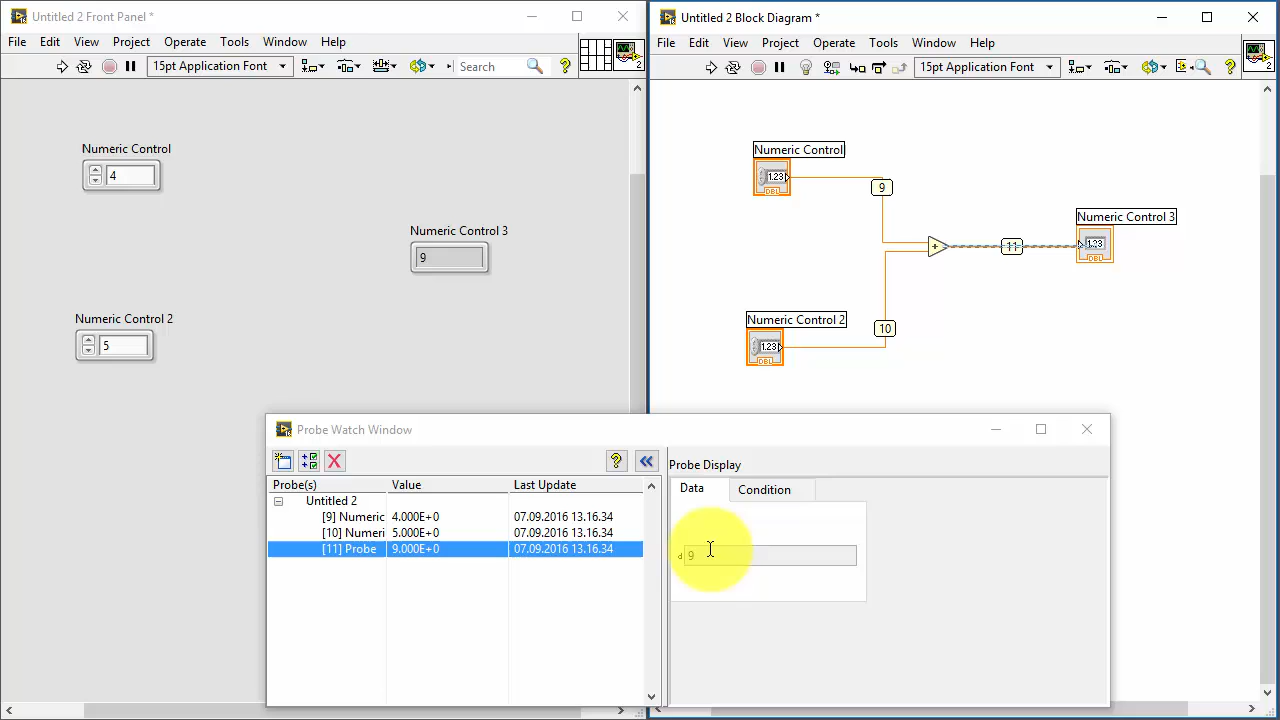 Untitled 2 Front Panel *
File Edit View Project Operate Tools Window Help
15pt Application Font
Search
?
2
Numeric Control
4
Numeric Control 3
9
Numeric Control 2
5
Untitled 2 Block Diagram *
File Edit View Project Operate Tools Window Help
15pt Application Font
?
2
Numeric Control
1.23
DBL
9
Numeric Control 3
+
11
1.23
DBL
Numeric Control 2
10
1.23
DBL
Probe Watch Window
?
Probe(s) Value Last Update
Untitled 2
[9] Numeric 4.000E+0 07.09.2016 13.16.34
[10] Numeri 5.000E+0 07.09.2016 13.16.34
[11] Probe 9.000E+0 07.09.2016 13.16.34
Probe Display
Data Condition
d 9